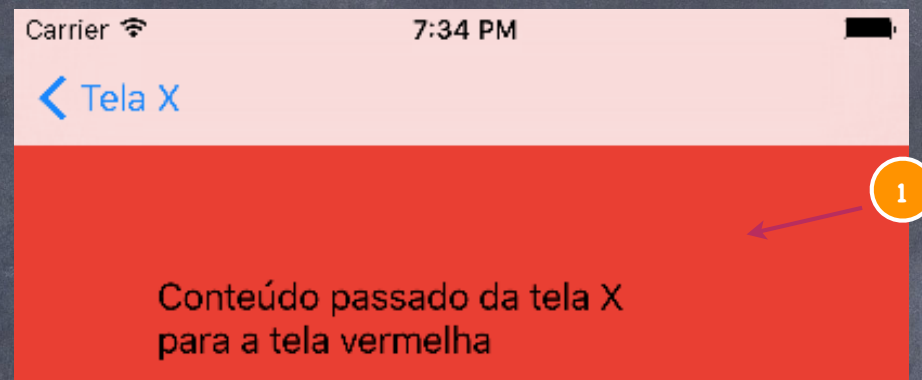 Carrier 7:34 PM
Tela X
1
Conteúdo passado da tela X
para a tela vermelha